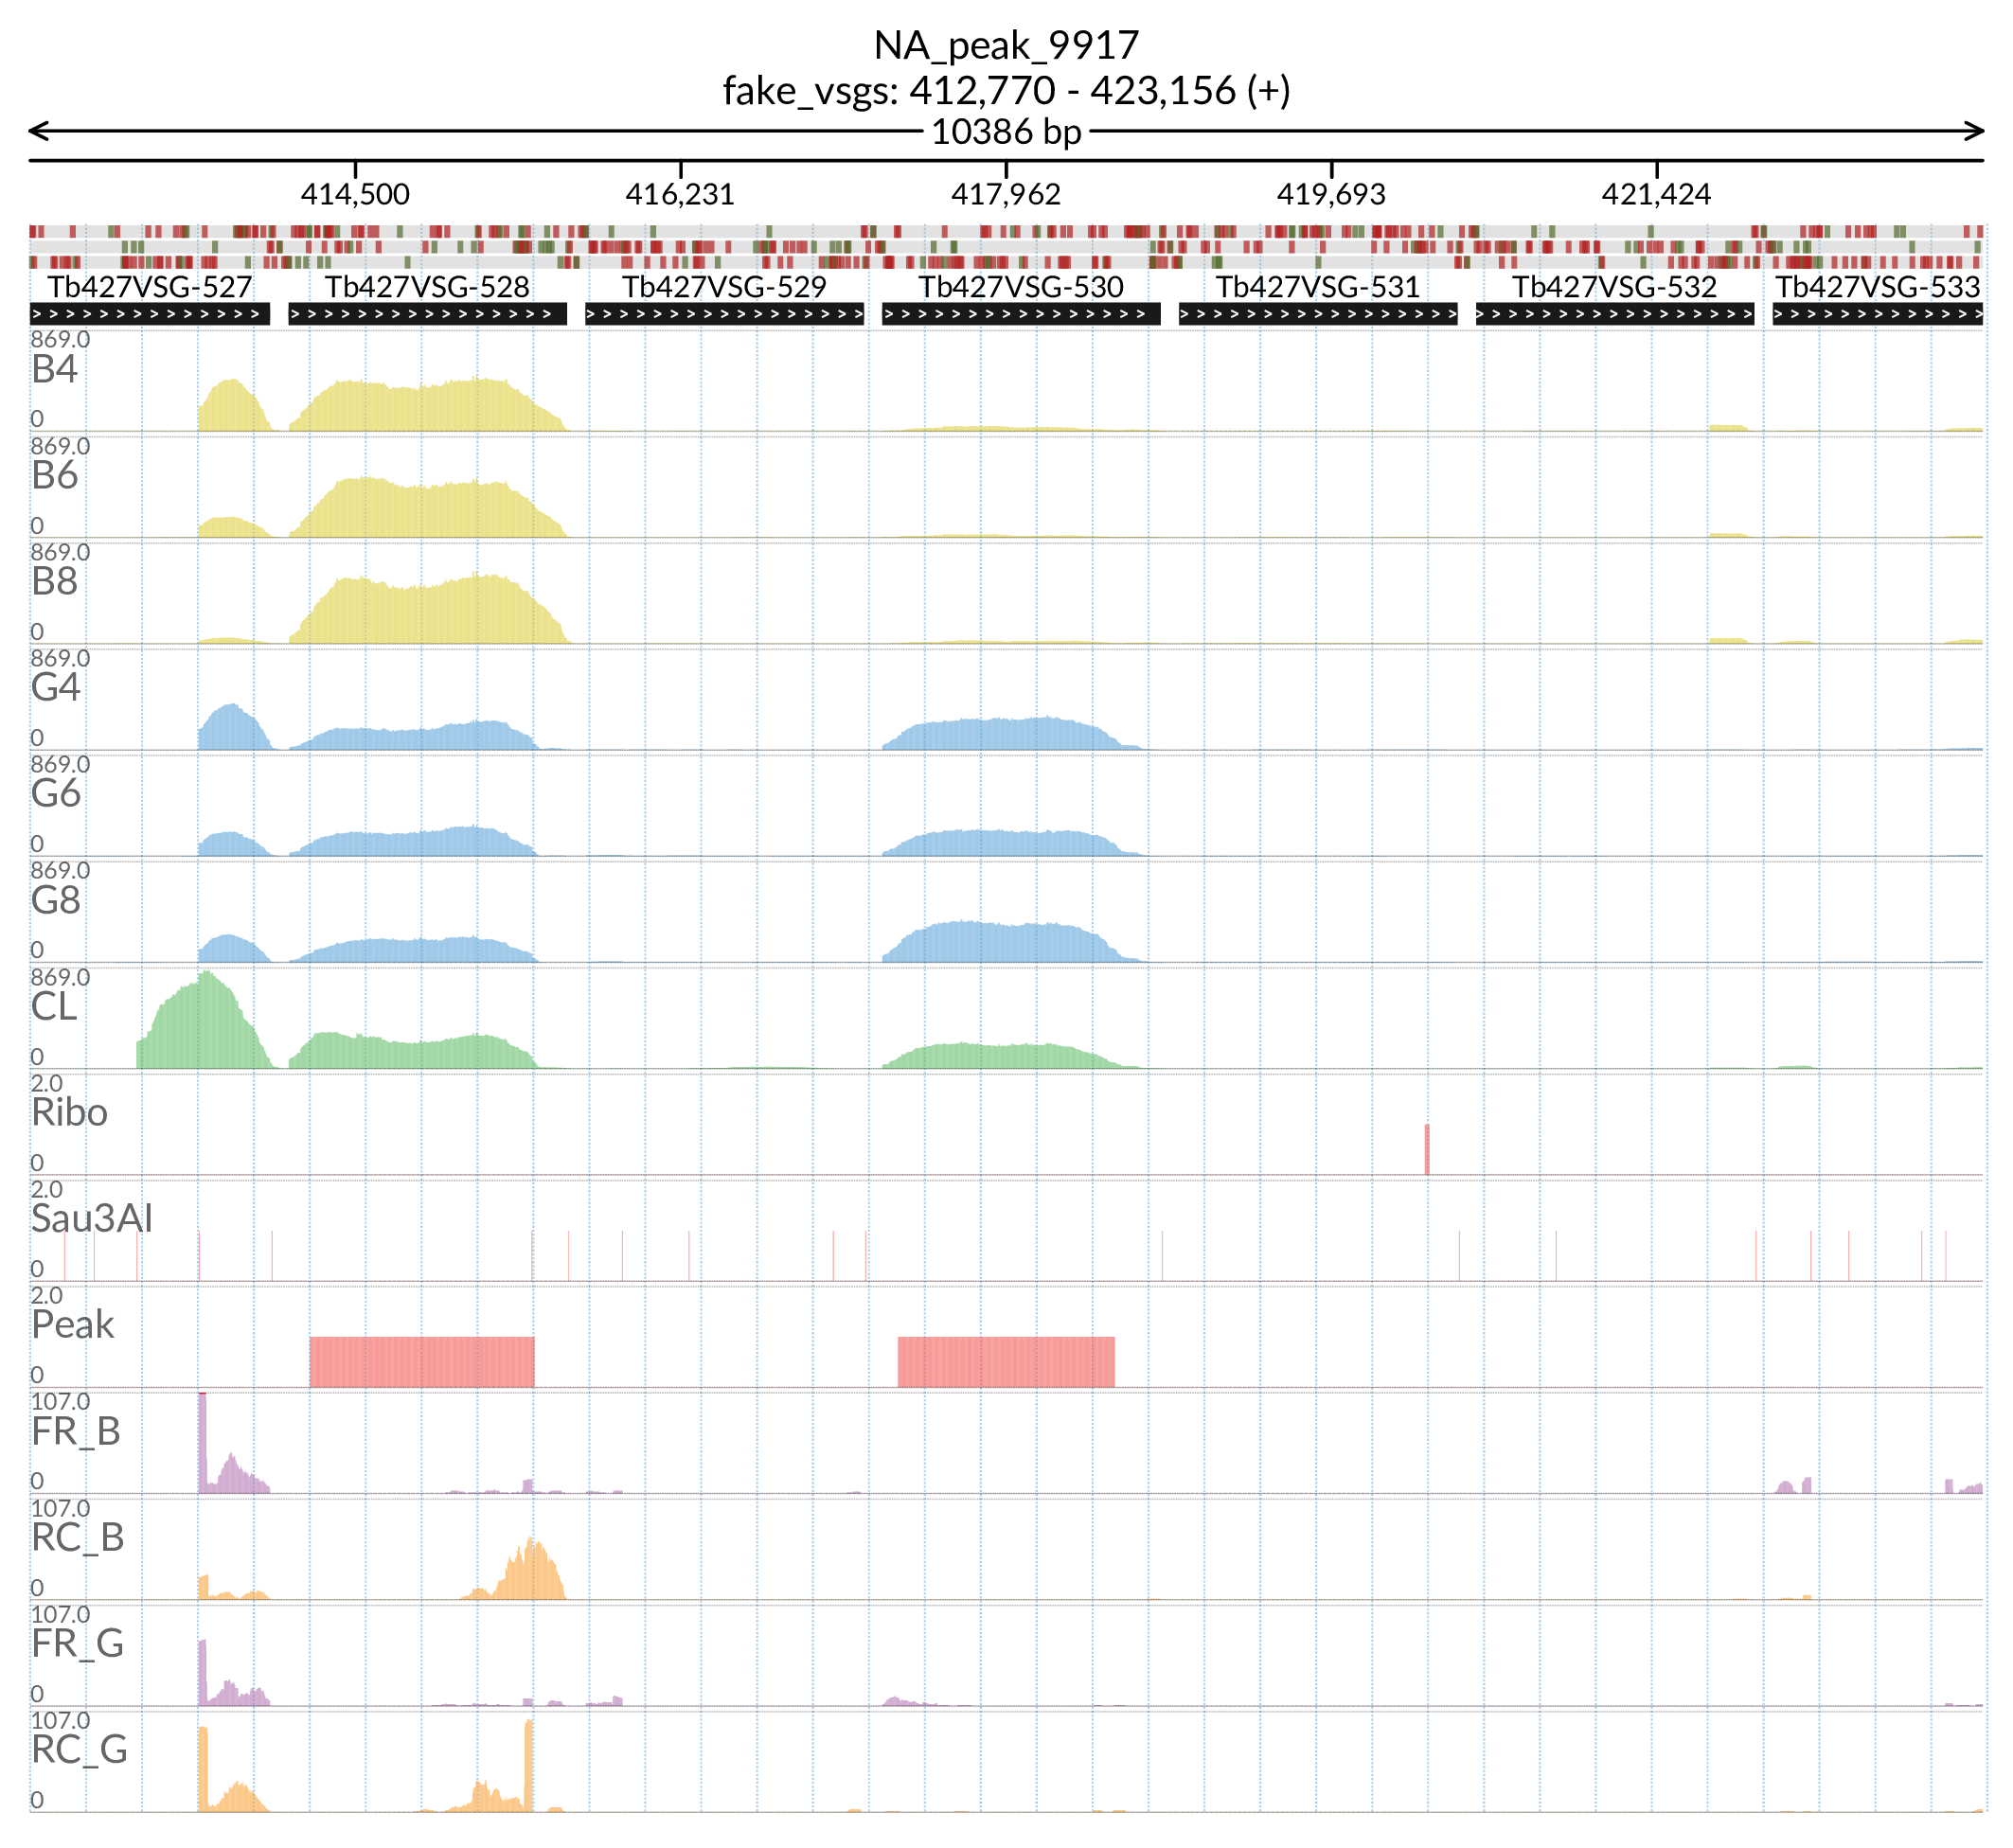 NA_peak_9917
fake_vsgs: 412,770 - 423,156 (+)
10386 bp
414,500 416,231 417,962 419,693 421,424
Tb427VSG-527 Tb427VSG-528 Tb427VSG-529 Tb427VSG-530 Tb427VSG-531 Tb427VSG-532 Tb427VSG-533
869.0
B4
0
869.0
B6
0
869.0
B8
0
869.0
G4
0
869.0
G6
0
869.0
G8
0
869.0
CL
0
2.0
Ribo
0
2.0
Sau3AI
0
2.0
Peak
0
107.0
FR_B
0
107.0
RC_B
0
107.0
FR_G
0
107.0
RC_G
0